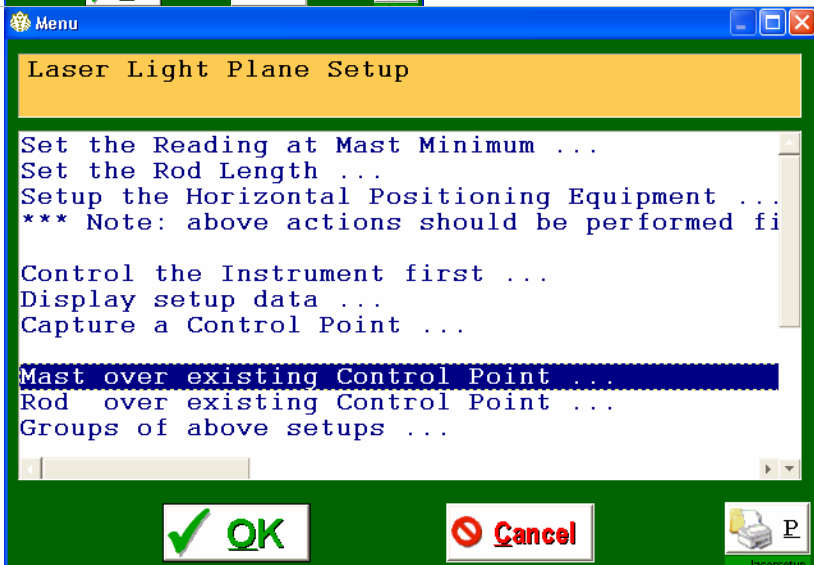 Menu
Laser Light Plane Setup
Set the Reading at Mast Minimum ...
Set the Rod Length ...
Setup the Horizontal Positioning Equipment ...
*** Note: above actions should be performed fi
Control the Instrument first ...
Display setup data ...
Capture a Control Point ...
Mast over existing Control Point ...
Rod  over existing Control Point ...
Groups of above setups ...
OK
Cancel
P
lasersetup